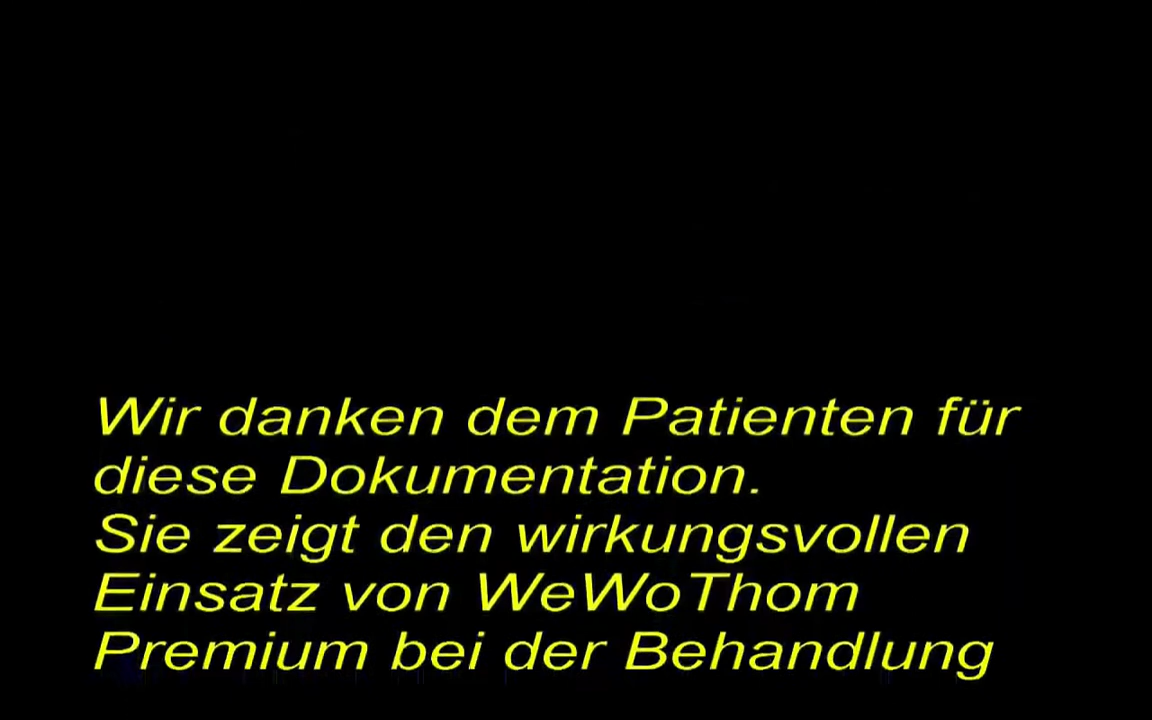 Wir danken dem Patienten für
diese Dokumentation.
Sie zeigt den wirkungsvollen
Einsatz von WeWoThom
Premium bei der Behandlung